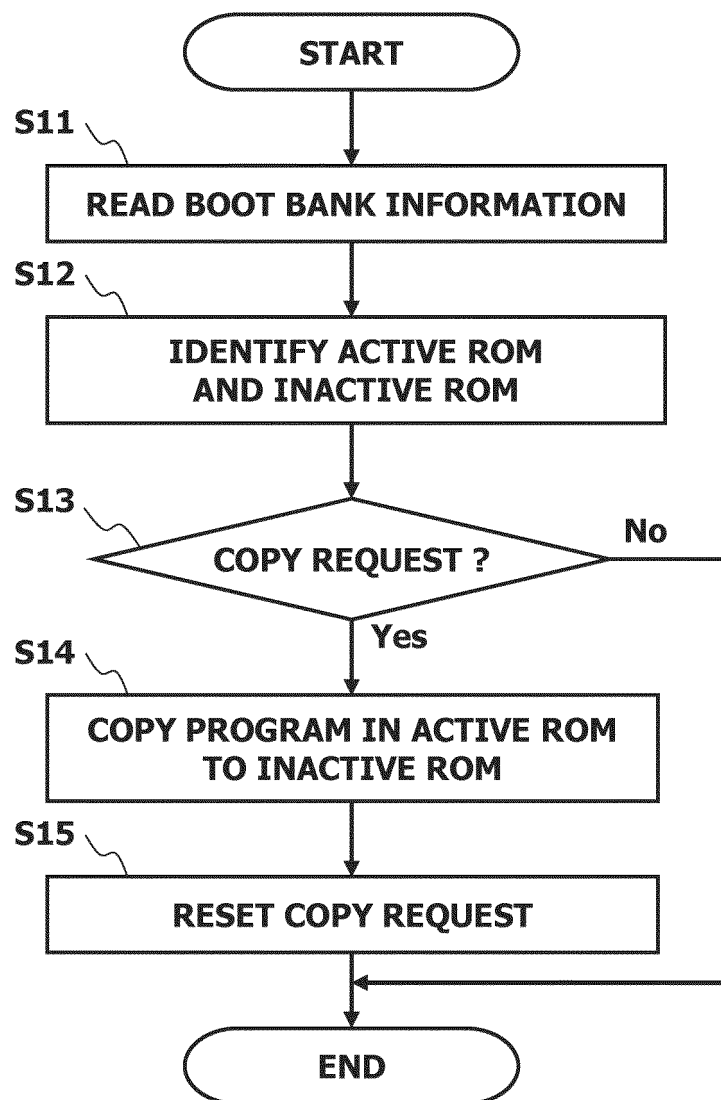 START
S11
READ BOOT BANK INFORMATION
S12
IDENTIFY ACTIVE ROM
AND INACTIVE ROM
S13
COPY REQUEST ?
No
Yes
S14
COPY PROGRAM IN ACTIVE ROM
TO INACTIVE ROM
S15
RESET COPY REQUEST
END